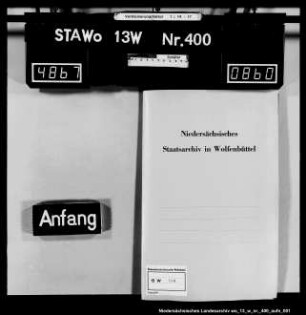 STAWo 13W Nr.400
4867
0860
Niedersächsisches
Staatsarchiv in Wolfenbüttel
Anfang
Niedersächsisches Landesarchiv wo_13_w_nr._400_aufn_001